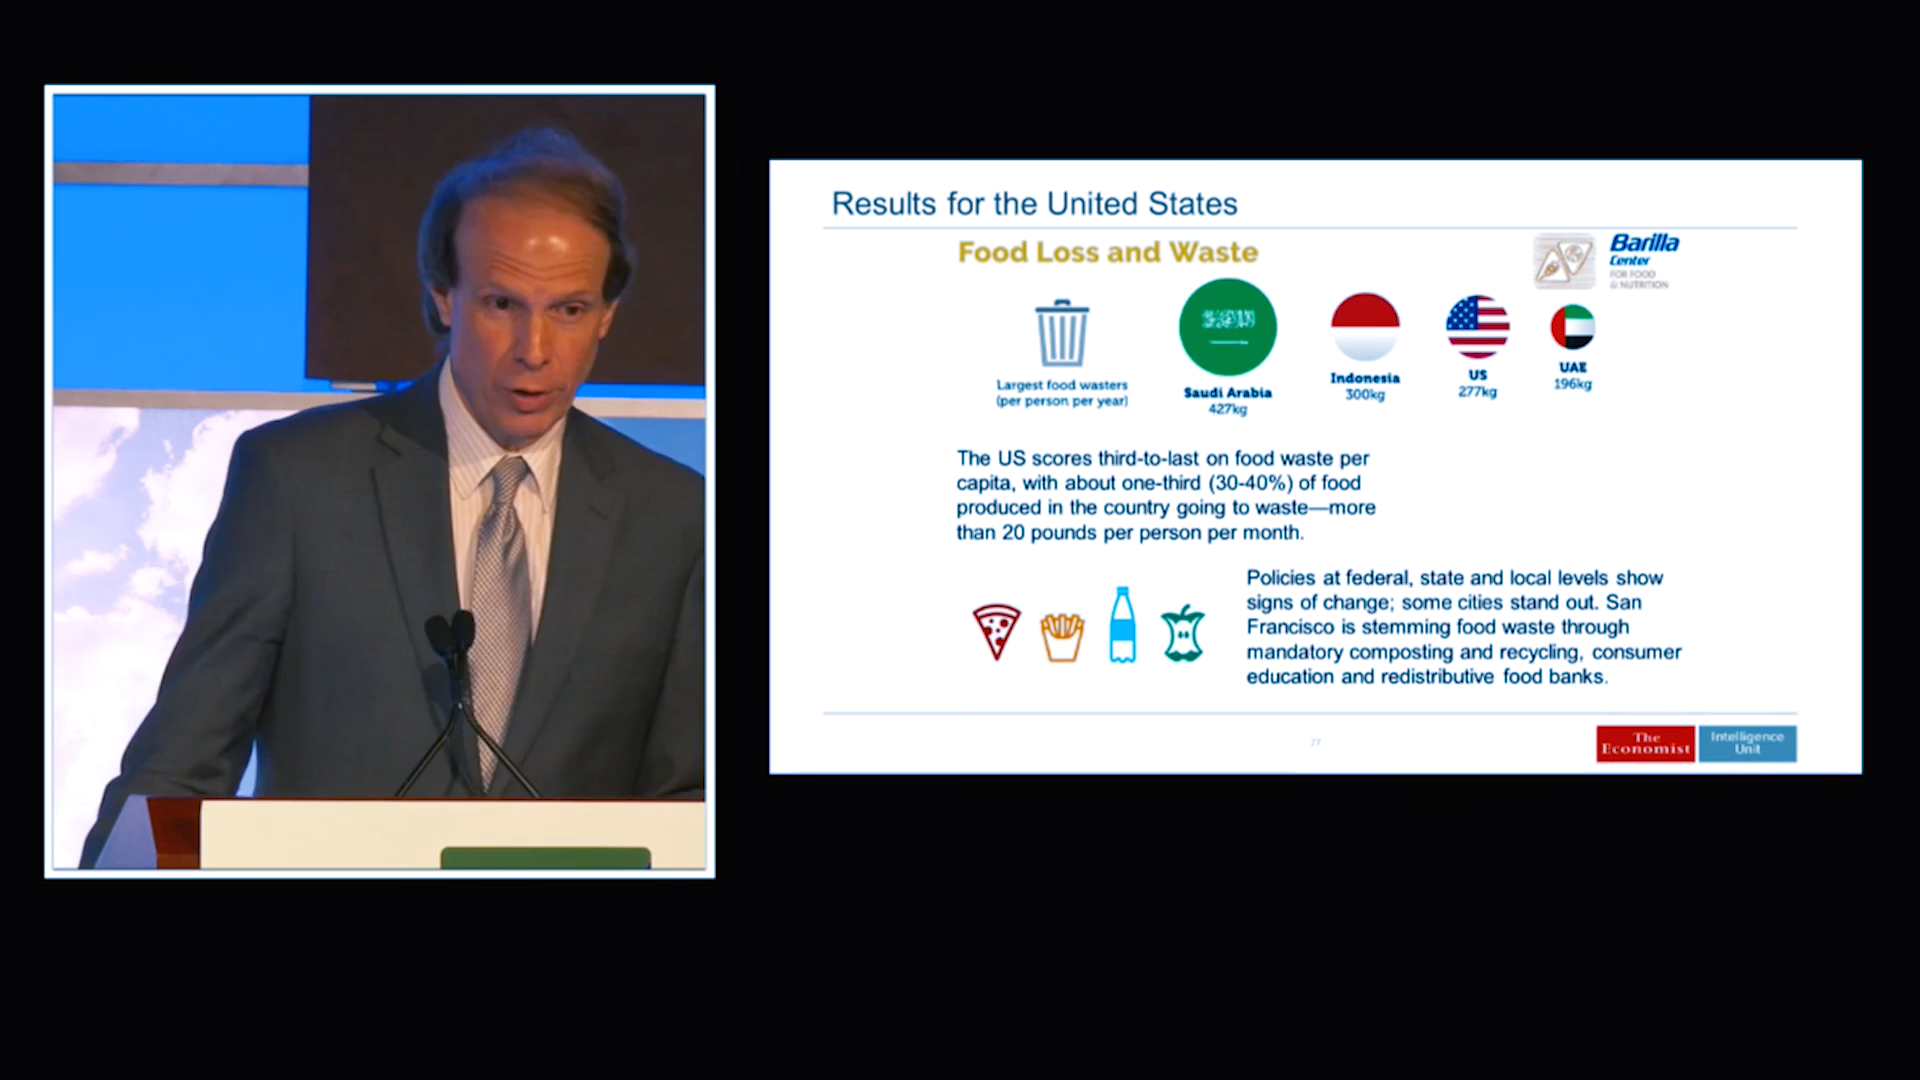 Results for the United States
Food Loss and Waste
Barilla
Center
FOR FOOD
& NUTRITION
Largest food wasters
(per person per year)
Saudi Arabia
427kg
Indonesia
300kg
US
277kg
UAE
196kg
The US scores third-to-last on food waste per
capita, with about one-third (30-40%) of food
produced in the country going to waste—more
than 20 pounds per person per month.
Policies at federal, state and local levels show
signs of change; some cities stand out. San
Francisco is stemming food waste through
mandatory composting and recycling, consumer
education and redistributive food banks.
The
Economist
Intelligence
Unit